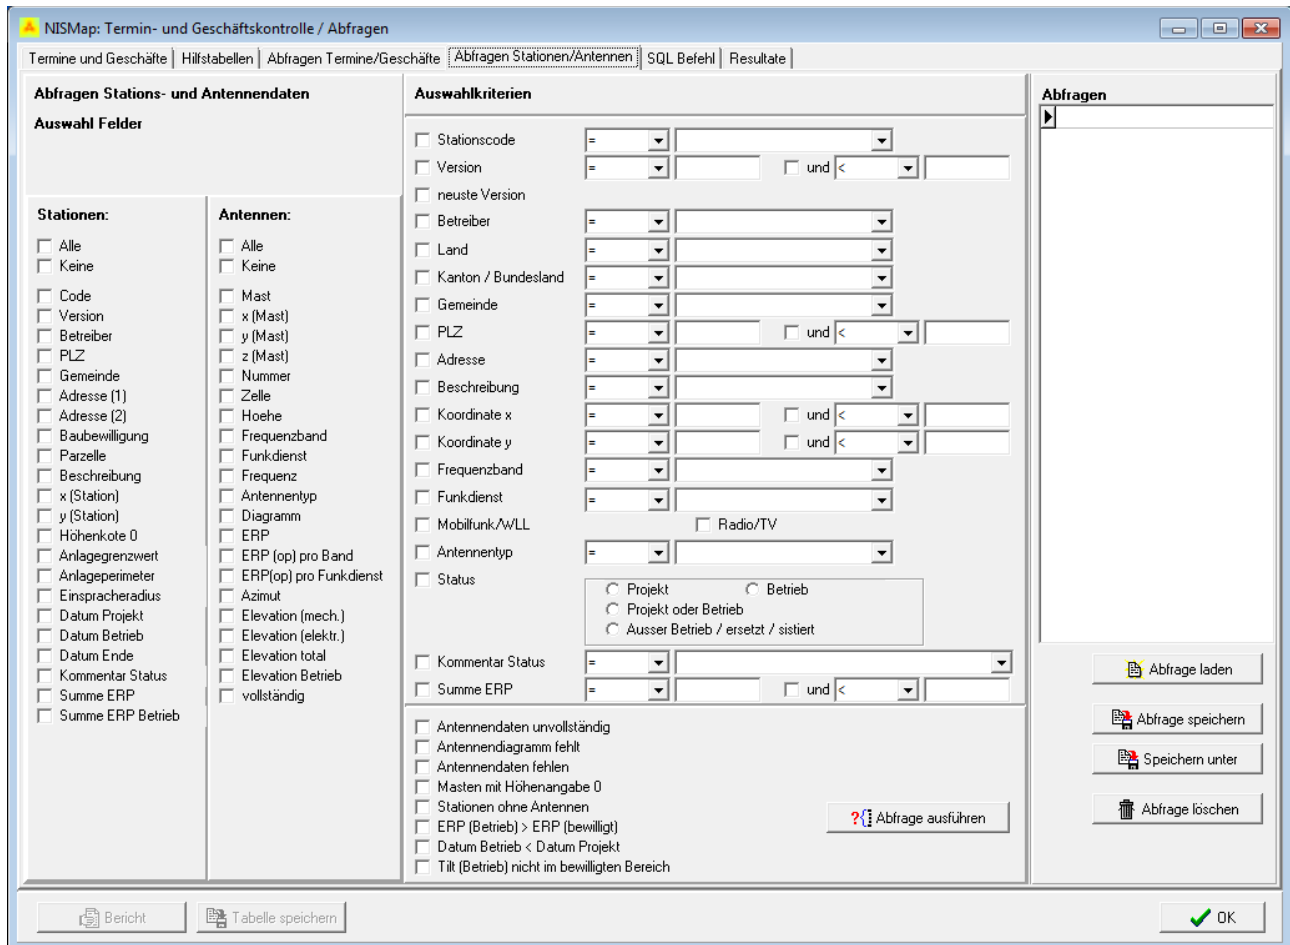 NISMap: Termin- und Geschäftskontrolle / Abfragen
Termine und Geschäfte | Hilfstabellen | Abfragen Termine/Geschäfte | Abfragen Stationen/Antennen | SQL Befehl | Resultate
Abfragen Stations- und Antennendaten
Auswahl Felder
Stationen:
Alle
Keine
Code
Version
Betreiber
PLZ
Gemeinde
Adresse (1)
Adresse (2)
Baubewilligung
Parzelle
Beschreibung
x (Station)
y (Station)
Höhenkote 0
Anlagegrenzwert
Anlageperimeter
Einspracheradius
Datum Projekt
Datum Betrieb
Datum Ende
Kommentar Status
Summe ERP
Summe ERP Betrieb
Antennen:
Alle
Keine
Mast
x (Mast)
y (Mast)
z (Mast)
Nummer
Zelle
Hoehe
Frequenzband
Funkdienst
Frequenz
Antennentyp
Diagramm
ERP
ERP (op) pro Band
ERP(op) pro Funkdienst
Azimut
Elevation (mech.)
Elevation (elektr.)
Elevation total
Elevation Betrieb
vollständig
Auswahlkriterien
Stationscode =
Version = und <
neuste Version
Betreiber =
Land =
Kanton / Bundesland =
Gemeinde =
PLZ = und <
Adresse =
Beschreibung =
Koordinate x = und <
Koordinate y = und <
Frequenzband =
Funkdienst =
Mobilfunk/WLL Radio/TV
Antennentyp =
Status
Projekt Betrieb
Projekt oder Betrieb
Ausser Betrieb / ersetzt / sistiert
Kommentar Status =
Summe ERP = und <
Antennendaten unvollständig
Antennendiagramm fehlt
Antennendaten fehlen
Masten mit Höhenangabe 0
Stationen ohne Antennen
ERP (Betrieb) > ERP (bewilligt)
Datum Betrieb < Datum Projekt
Tilt (Betrieb) nicht im bewilligten Bereich
Abfrage ausführen
Abfragen
Abfrage laden
Abfrage speichern
Speichern unter
Abfrage löschen
Bericht
Tabelle speichern
OK